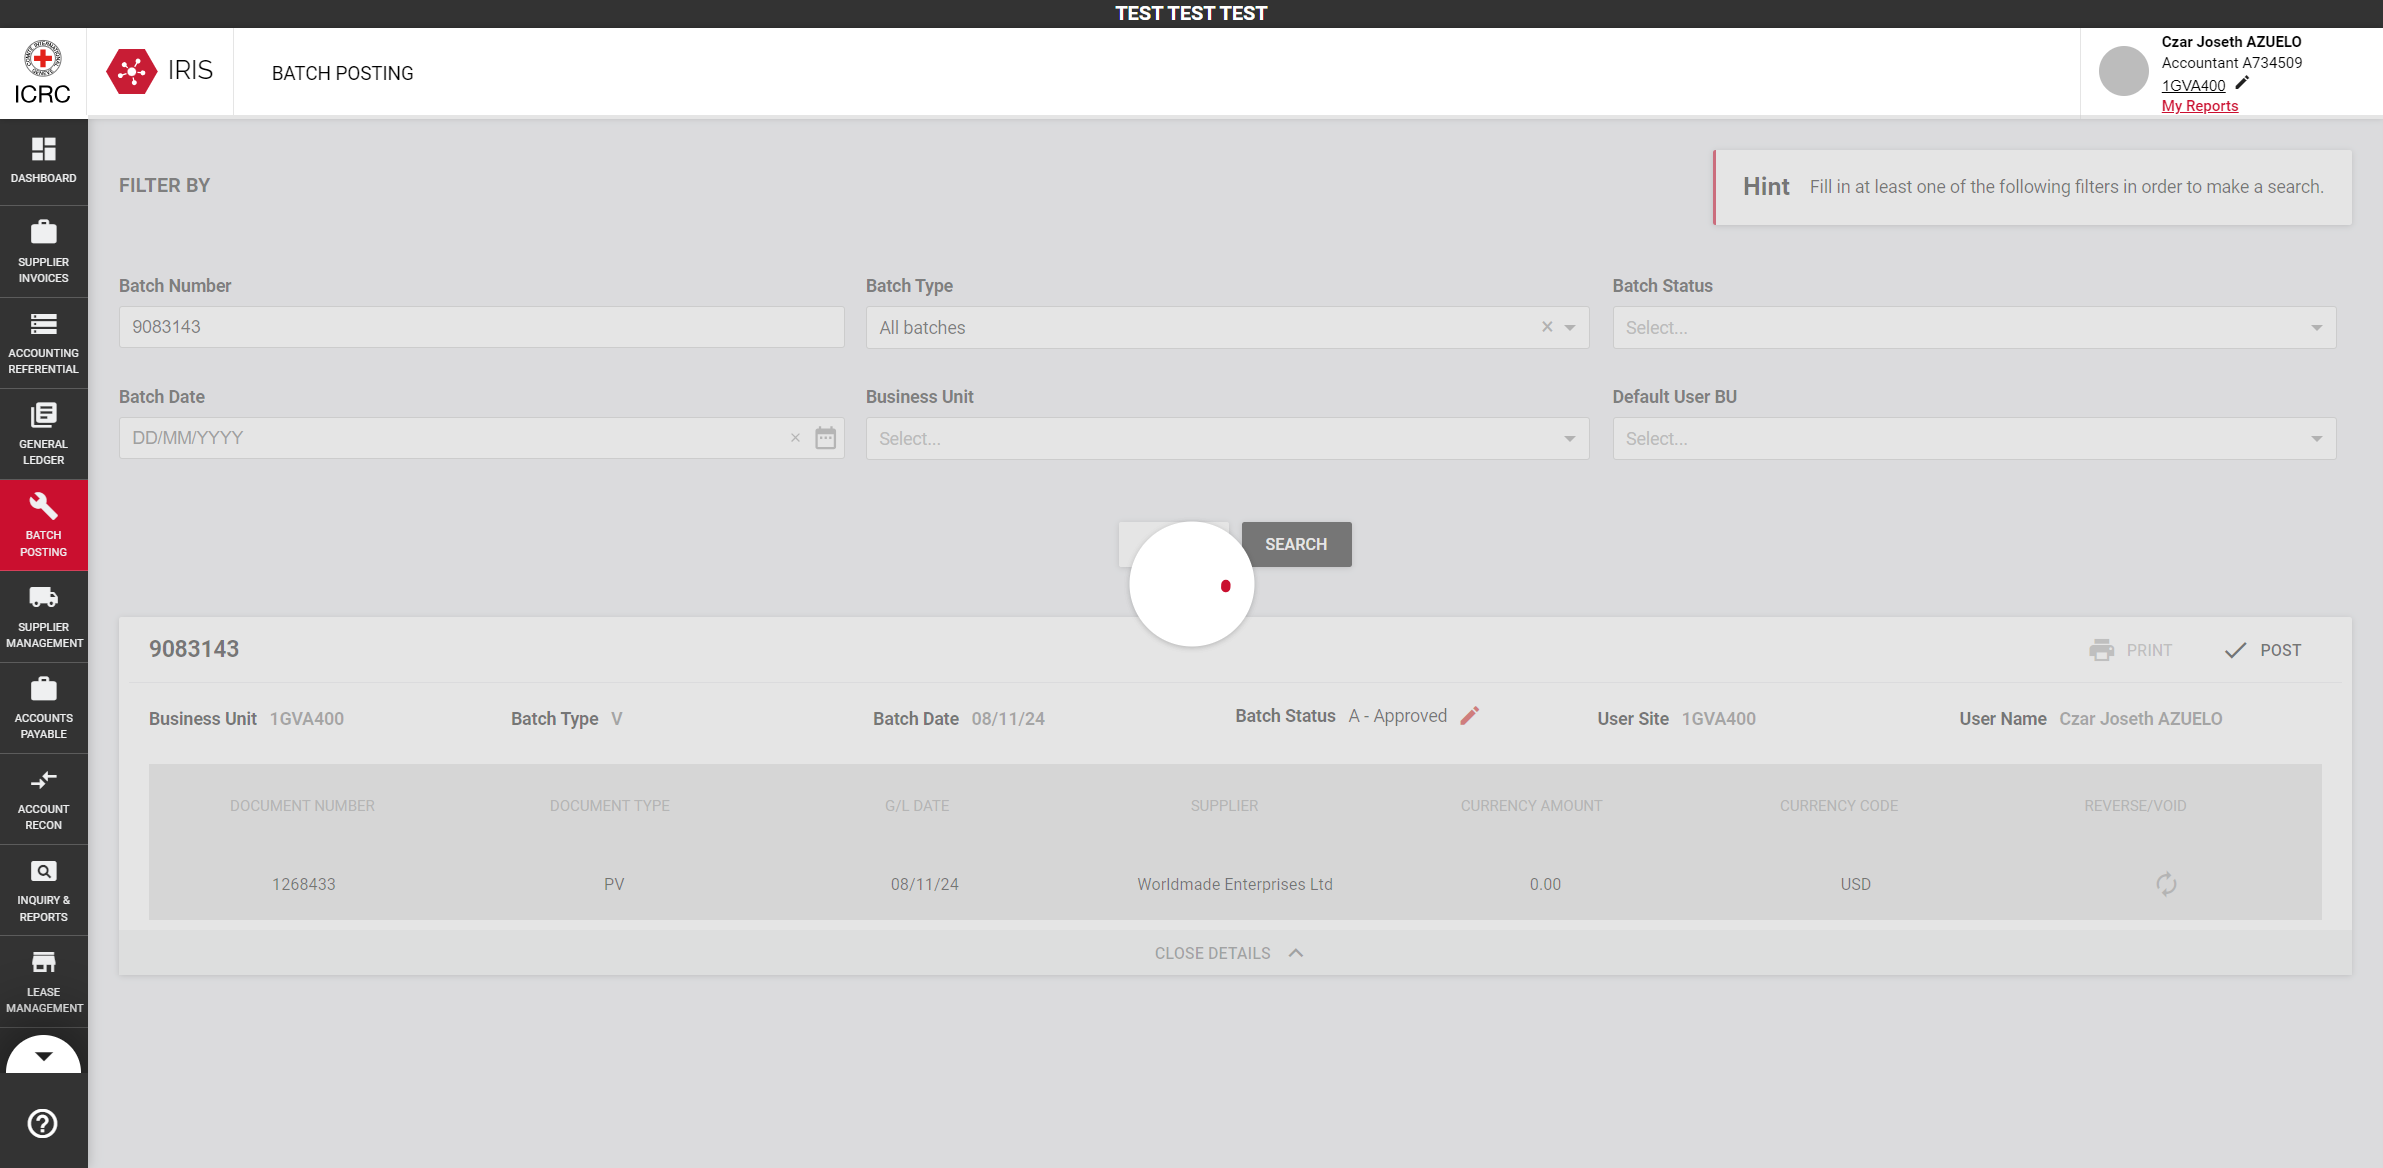 TEST TEST TEST
ICRC
IRIS
BATCH POSTING
Czar Joseth AZUELO
Accountant A734509
1GVA400
My Reports
DASHBOARD
SUPPLIER
INVOICES
ACCOUNTING
REFERENTIAL
GENERAL
LEDGER
BATCH
POSTING
SUPPLIER
MANAGEMENT
ACCOUNTS
PAYABLE
ACCOUNT
RECON
INQUIRY &
REPORTS
LEASE
MANAGEMENT
FILTER BY
Hint Fill in at least one of the following filters in order to make a search.
Batch Number Batch Type Batch Status
9083143 All batches Select...
Batch Date Business Unit Default User BU
DD/MM/YYYY Select... Select...
SEARCH
9083143 PRINT POST
Business Unit 1GVA400 Batch Type V Batch Date 08/11/24 Batch Status A - Approved User Site 1GVA400 User Name Czar Joseth AZUELO
DOCUMENT NUMBER DOCUMENT TYPE G/L DATE SUPPLIER CURRENCY AMOUNT CURRENCY CODE REVERSE/VOID
1268433 PV 08/11/24 Worldmade Enterprises Ltd 0.00 USD
CLOSE DETAILS